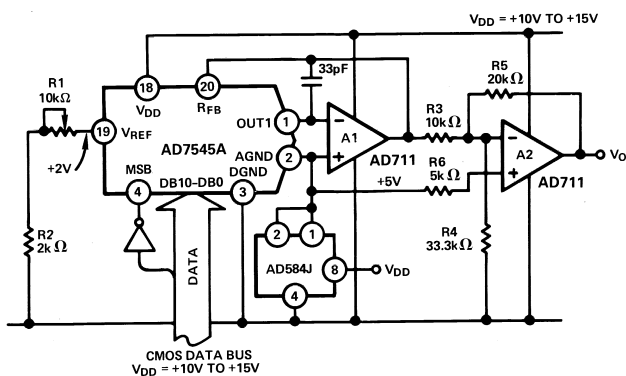 V_DD = +10V TO +15V
R1
10kΩ
+2V
R2
2kΩ
18
V_DD
20
R_FB
19
V_REF
33pF
OUT1
1
AD7545A
AGND
2
MSB
4
DB10-DB0
DGND
3
DATA
A1
AD711
R3
10kΩ
R5
20kΩ
A2
AD711
V_O
R6
5kΩ
+5V
R4
33.3kΩ
2
1
AD584J
8
V_DD
4
CMOS DATA BUS
V_DD = +10V TO +15V